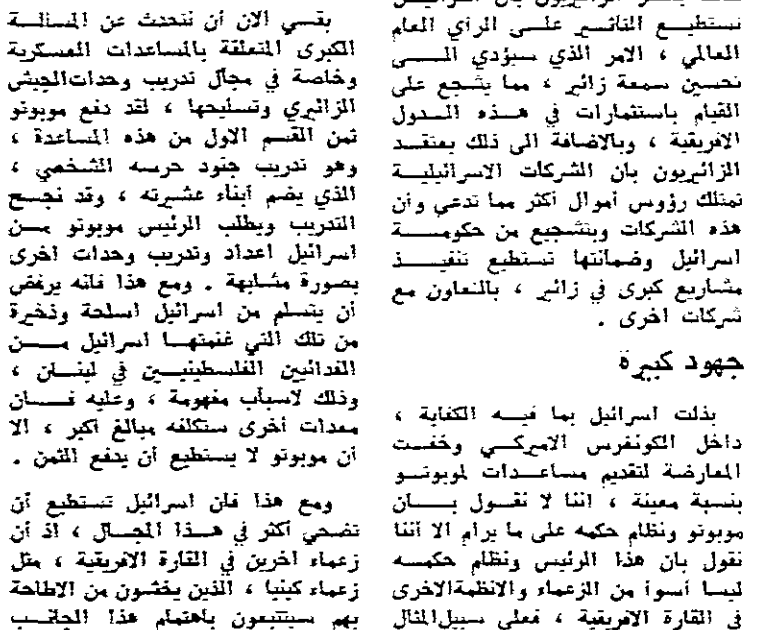 نستطيع التأثير على الرأي العام
العالمي ، الامر الذي سيؤدي الى
تحسين سمعة زائير ، مما يشجع على
القيام باستثمارات في هذه الدول
الافريقية ، وبالاضافة الى ذلك يعتقد
الزائيريون بان الشركات الاسرائيلية
تمتلك رؤوس أموال أكثر مما تدعي وأن
هذه الشركات وبتشجيع من حكومة
اسرائيل وضمانتها تستطيع تنفيذ
مشاريع كبرى في زائير ، بالتعاون مع
شركات اخرى .
جهود كبيرة
بذلت اسرائيل بما فيه الكفاية ،
داخل الكونغرس الاميركي وخفت
المعارضة لتقديم مساعدات لموبوتو
بنسبة معينة ، اننا لا نقول بان
موبوتو ونظام حكمه على ما يرام الا أننا
نقول بان هذا الرئيس ونظام حكمه
ليسا أسوأ من الزعماء والانظمة الاخرى
في القارة الافريقية ، فعلى سبيل المثال
بقي الآن أن نتحدث عن المسألة
الكبرى المتعلقة بالمساعدات العسكرية
وخاصة في مجال تدريب وحدات الجيش
الزائيري وتسليحها ، لقد دفع موبوتو
ثمن القسم الاول من هذه المساعدة ،
وهو تدريب جنود حرسه الشخصي ،
الذي يضم أبناء عشيرته ، وقد نجح
التدريب ويطلب الرئيس موبوتو من
اسرائيل اعداد وتدريب وحدات اخرى
بصورة مشابهة . ومع هذا فانه يرفض
أن يتسلم من اسرائيل اسلحة وذخيرة
من تلك التي غنمتها اسرائيل من
الفدائيين الفلسطينيين في لبنان ،
وذلك لاسباب مفهومة ، وعليه فان
معدات أخرى ستكلفه مبالغ أكبر ، الا
أن موبوتو لا يستطيع أن يدفع الثمن .
ومع هذا فان اسرائيل تستطيع أن
تضحي أكثر في هذا المجال ، اذ أن
زعماء آخرين في القارة الافريقية ، مثل
زعماء كينيا ، الذين يخشون من الاطاحة
بهم سيتتبعون باهتمام هذا الجانب